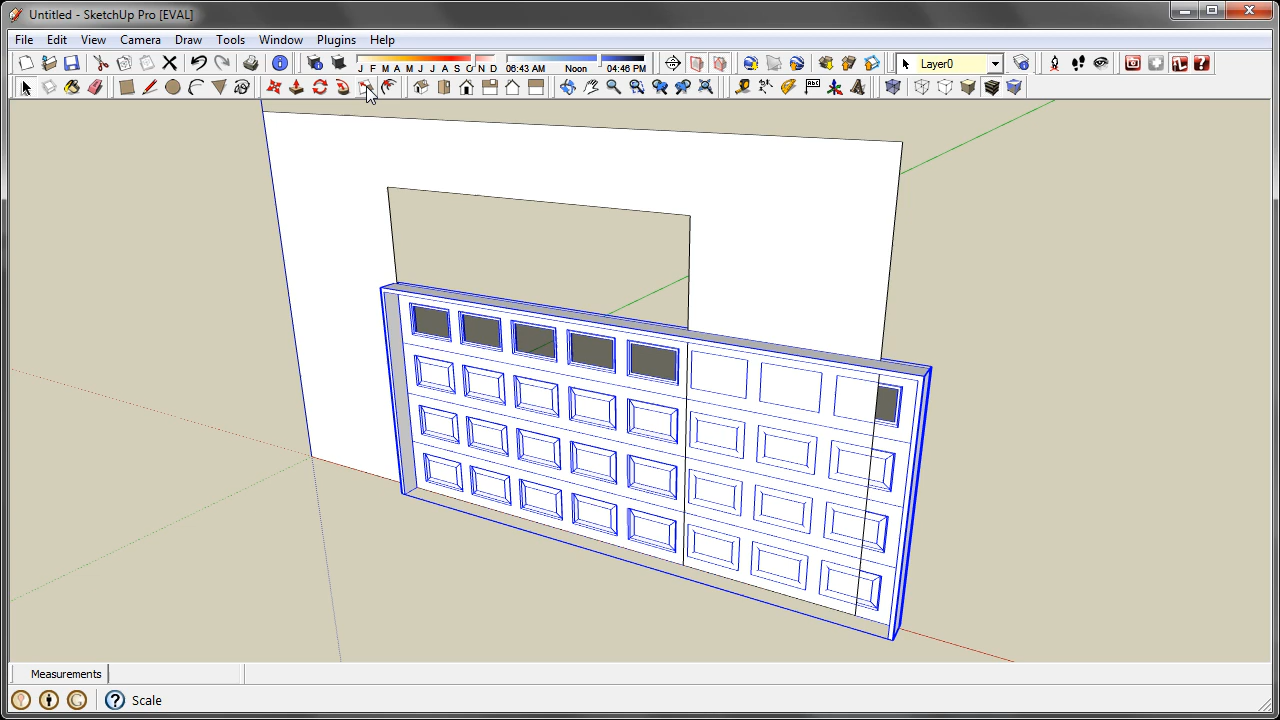 Untitled - SketchUp Pro [EVAL]
File Edit View Camera Draw Tools Window Plugins Help
J F M A M J J A S O N D 06:43 AM Noon 04:46 PM Layer0
Measurements
Scale